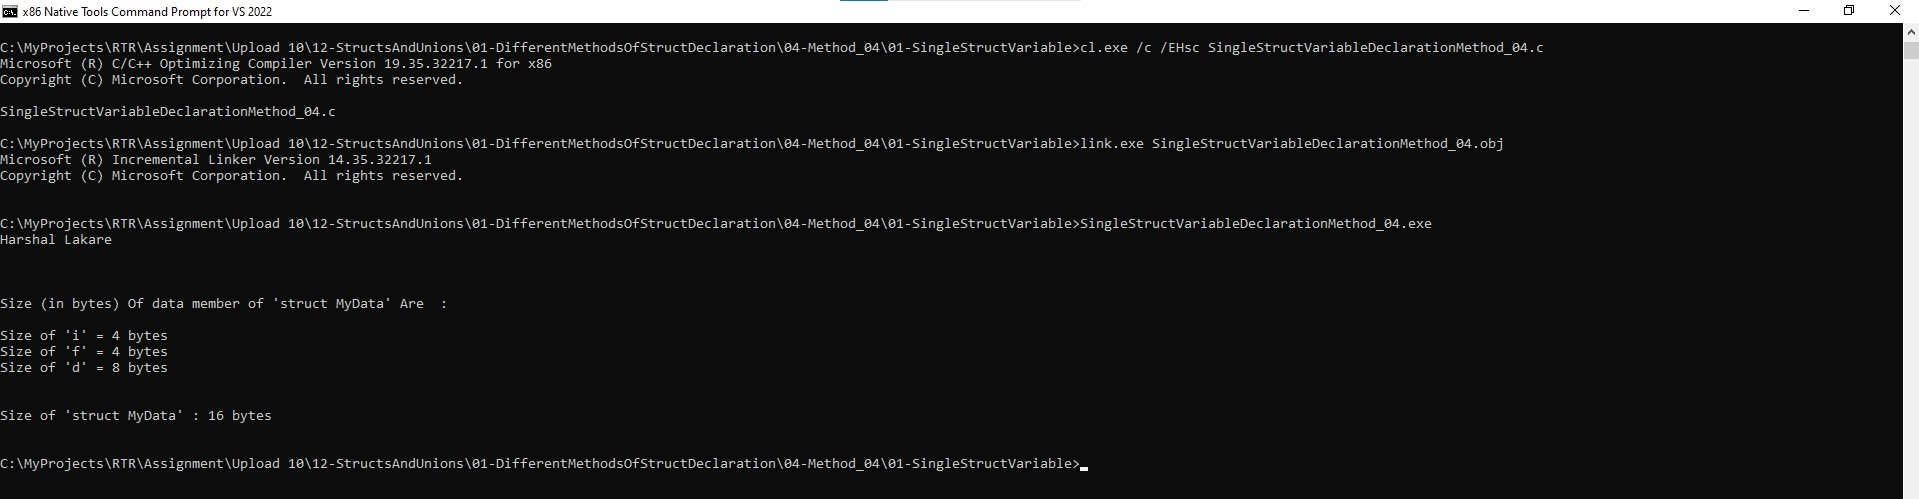 x86 Native Tools Command Prompt for VS 2022
C:\MyProjects\RTR\Assignment\Upload 10\12-StructsAndUnions\01-DifferentMethodsOfStructDeclaration\04-Method_04\01-SingleStructVariable>cl.exe /c /EHsc SingleStructVariableDeclarationMethod_04.c
Microsoft (R) C/C++ Optimizing Compiler Version 19.35.32217.1 for x86
Copyright (C) Microsoft Corporation.  All rights reserved.
SingleStructVariableDeclarationMethod_04.c
C:\MyProjects\RTR\Assignment\Upload 10\12-StructsAndUnions\01-DifferentMethodsOfStructDeclaration\04-Method_04\01-SingleStructVariable>link.exe SingleStructVariableDeclarationMethod_04.obj
Microsoft (R) Incremental Linker Version 14.35.32217.1
Copyright (C) Microsoft Corporation.  All rights reserved.
C:\MyProjects\RTR\Assignment\Upload 10\12-StructsAndUnions\01-DifferentMethodsOfStructDeclaration\04-Method_04\01-SingleStructVariable>SingleStructVariableDeclarationMethod_04.exe
Harshal Lakare
Size (in bytes) Of data member of 'struct MyData' Are  :
Size of 'i' = 4 bytes
Size of 'f' = 4 bytes
Size of 'd' = 8 bytes
Size of 'struct MyData' : 16 bytes
C:\MyProjects\RTR\Assignment\Upload 10\12-StructsAndUnions\01-DifferentMethodsOfStructDeclaration\04-Method_04\01-SingleStructVariable>